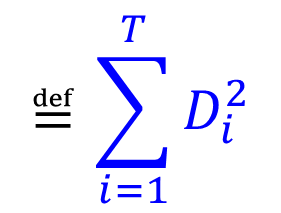 ≝ ∑_{i=1}^{T} D_i^2